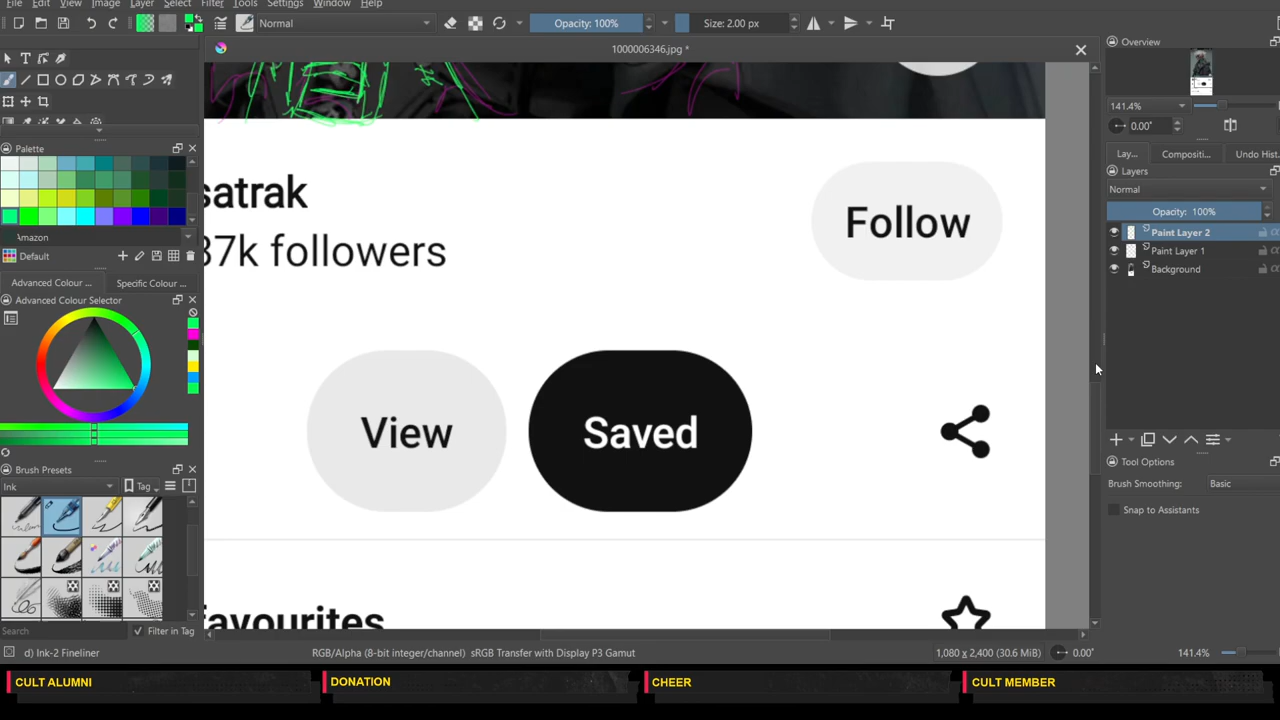 File Edit View Image Layer Select Filter Tools Settings Window Help
Normal Opacity: 100% Size: 2.00 px
1000006346.jpg *
Overview
141.4%
0.00°
Palette
Amazon
Default
Advanced Colour ... Specific Colour ...
Advanced Colour Selector
Brush Presets
Ink Tag
Search Filter in Tag
satrak
37k followers
Follow
View Saved
favourites
Lay... Compositi... Undo Hist...
Layers
Normal
Opacity: 100%
Paint Layer 2
Paint Layer 1
Background
Tool Options
Brush Smoothing: Basic
Snap to Assistants
d) Ink-2 Fineliner RGB/Alpha (8-bit integer/channel) sRGB Transfer with Display P3 Gamut 1,080 x 2,400 (30.6 MiB) 0.00° 141.4%
CULT ALUMNI DONATION CHEER CULT MEMBER